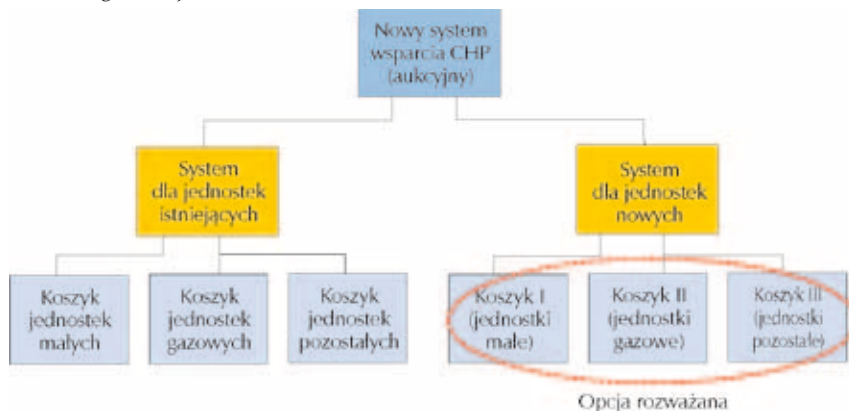 Nowy system
wsparcia CHP
(aukcyjny)
System
dla jednostek
istniejących
System
dla jednostek
nowych
Koszyk
jednostek
małych
Koszyk
jednostek
gazowych
Koszyk
jednostek
pozostałych
Koszyk I
(jednostki
małe)
Koszyk II
(jednostki
gazowe)
Koszyk III
(jednostki
pozostałe)
Opcja rozważana